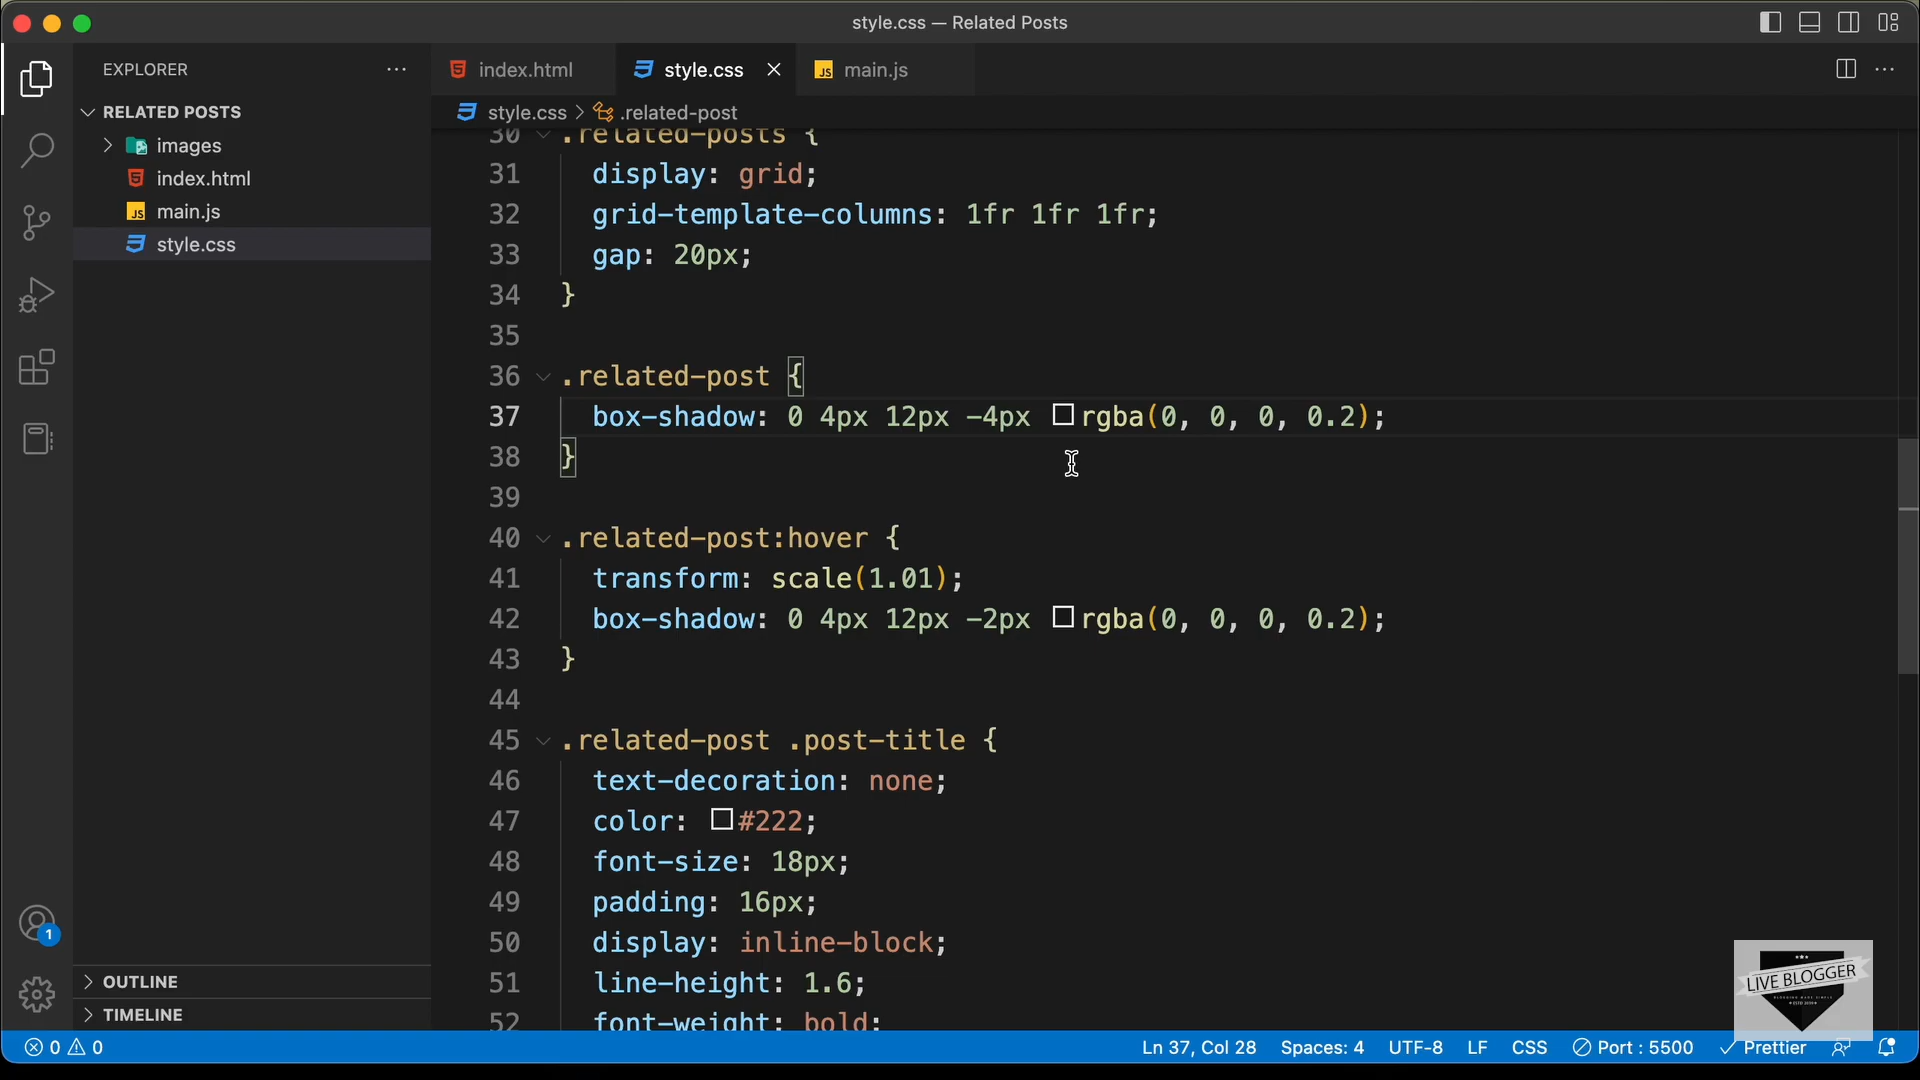 style.css — Related Posts
EXPLORER
index.html
style.css
JS main.js
RELATED POSTS
style.css > .related-post
images
index.html
JS main.js
style.css
30 .related-posts {
31 display: grid;
32 grid-template-columns: 1fr 1fr 1fr;
33 gap: 20px;
34 }
35
36 .related-post {
37 box-shadow: 0 4px 12px -4px rgba(0, 0, 0, 0.2);
38 }
39
40 .related-post:hover {
41 transform: scale(1.01);
42 box-shadow: 0 4px 12px -2px rgba(0, 0, 0, 0.2);
43 }
44
45 .related-post .post-title {
46 text-decoration: none;
47 color: #222;
48 font-size: 18px;
49 padding: 16px;
50 display: inline-block;
51 line-height: 1.6;
52 font-weight: bold;
1
OUTLINE
TIMELINE
LIVE BLOGGER
0 0 Ln 37, Col 28 Spaces: 4 UTF-8 LF CSS Port : 5500 Prettier